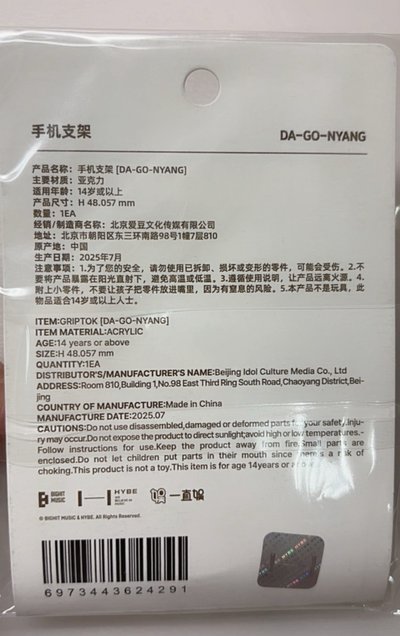 手机支架 DA-GO-NYANG
产品名称：手机支架 [DA-GO-NYANG]
主要材质：亚克力
适用年龄：14岁或以上
产品尺寸：H 48.057 mm
数量：1EA
经销/制造商名称：北京爱豆文化传媒有限公司
地址：北京市朝阳区东三环南路98号1幢7层810
原产地：中国
生产日期：2025年7月
注意事项：1.为了您的安全，请勿使用已拆卸、损坏或变形的零件，可能会受伤。2.不
要将产品暴露在阳光直射下，避免高温或低温。3.遵循使用说明，让产品远离火源。4.
附上小零件，不要让孩子把零件放进嘴里，因为有窒息的风险。5.本产品不是玩具，此
物品适合14岁或以上人士。
ITEM:GRIPTOK [DA-GO-NYANG]
ITEM MATERIAL:ACRYLIC
AGE:14 years or above
SIZE:H 48.057 mm
QUANTITY:1EA
DISTRIBUTOR'S/MANUFACTURER'S NAME:Beijing Idol Culture Media Co., Ltd
ADDRESS:Room 810,Building 1,No.98 East Third Ring South Road,Chaoyang District,Bei-
jing
COUNTRY OF MANUFACTURE:Made in China
MANUFACTURE DATE:2025.07
CAUTIONS:Do not use disassembled,damaged or deformed parts for your safety.Inju-
ry may occur.Do not expose the product to direct sunlight;avoid high or low temperatures.-
Follow instructions for use.Keep the product away from fire.Small parts are
enclosed.Do not let children put parts in their mouth since there's a risk of
choking.This product is not a toy.This item is for age 14years or above
BIGHIT MUSIC HYBE 一直娱
© BIGHIT MUSIC & HYBE. All Rights Reserved.
6973443624291
HYBE